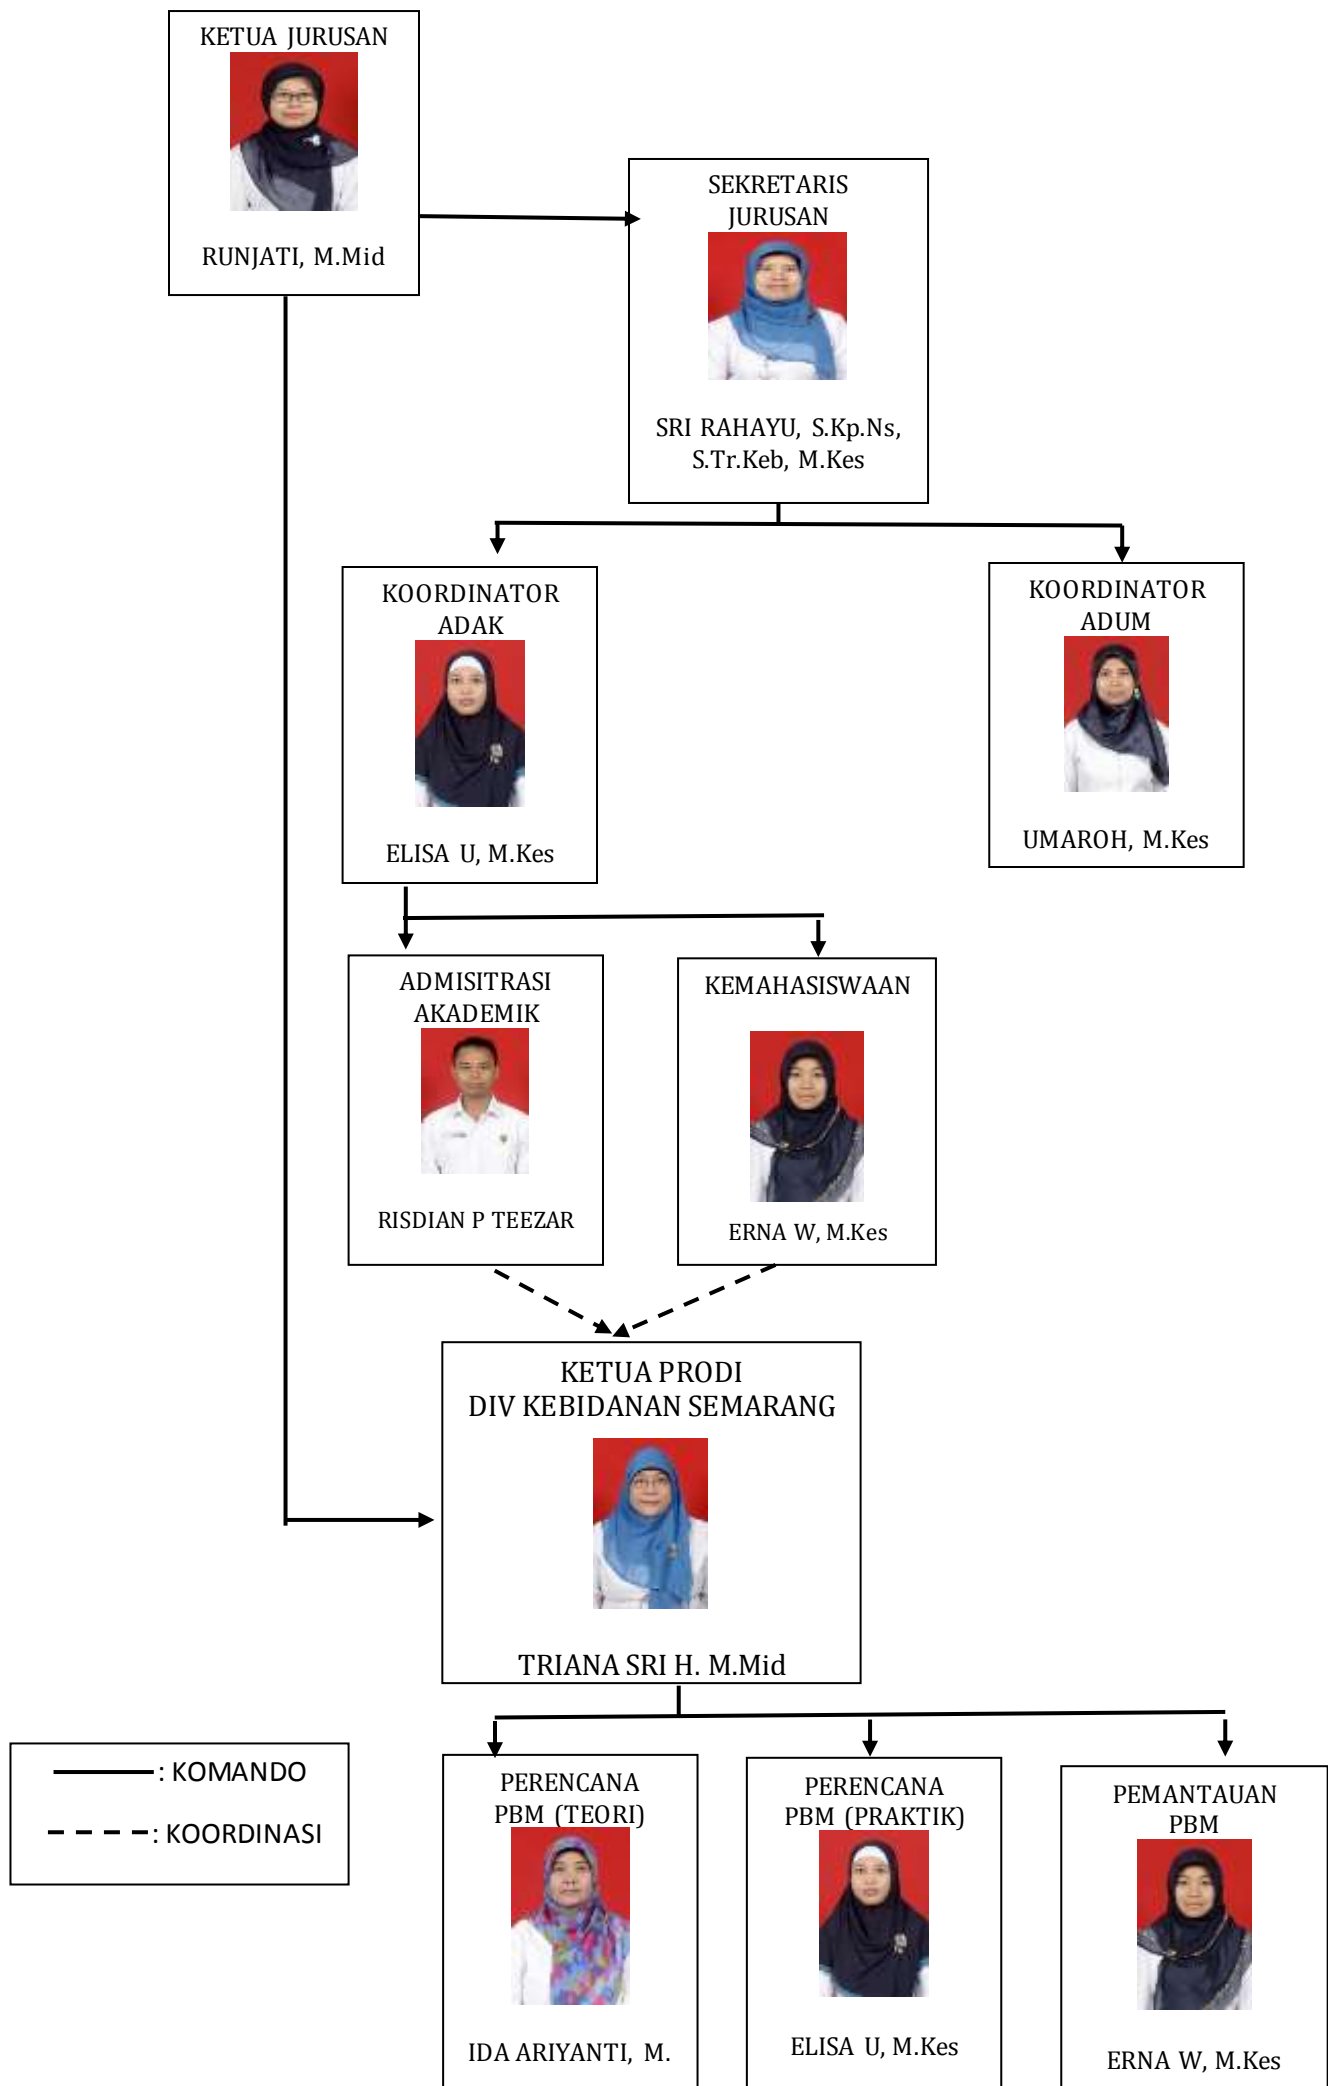 KETUA JURUSAN
RUNJATI, M.Mid
SEKRETARIS
JURUSAN
SRI RAHAYU, S.Kp.Ns,
S.Tr.Keb, M.Kes
KOORDINATOR
ADAK
ELISA U, M.Kes
KOORDINATOR
ADUM
UMAROH, M.Kes
ADMISITRASI
AKADEMIK
RISDIAN P TEEZAR
KEMAHASISWAAN
ERNA W, M.Kes
KETUA PRODI
DIV KEBIDANAN SEMARANG
TRIANA SRI H. M.Mid
: KOMANDO
: KOORDINASI
PERENCANA
PBM (TEORI)
IDA ARIYANTI, M.
PERENCANA
PBM (PRAKTIK)
ELISA U, M.Kes
PEMANTAUAN
PBM
ERNA W, M.Kes